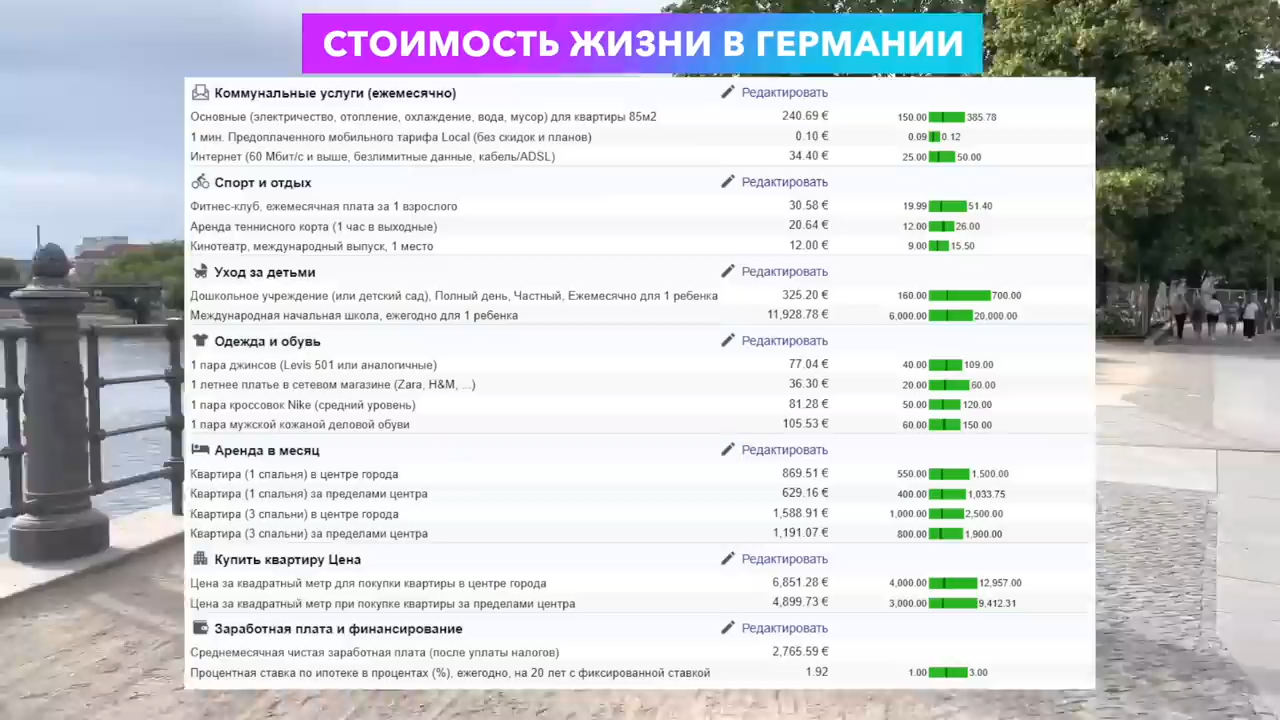 СТОИМОСТЬ ЖИЗНИ В ГЕРМАНИИ
Коммунальные услуги (ежемесячно) Редактировать
Основные (электричество, отопление, охлаждение, вода, мусор) для квартиры 85м2 240.69 € 150.00 385.78
1 мин. Предоплаченного мобильного тарифа Local (без скидок и планов) 0.10 € 0.09 0.12
Интернет (60 Мбит/с и выше, безлимитные данные, кабель/ADSL) 34.40 € 25.00 50.00
Спорт и отдых Редактировать
Фитнес-клуб, ежемесячная плата за 1 взрослого 30.58 € 19.99 51.40
Аренда теннисного корта (1 час в выходные) 20.64 € 12.00 26.00
Кинотеатр, международный выпуск, 1 место 12.00 € 9.00 15.50
Уход за детьми Редактировать
Дошкольное учреждение (или детский сад), Полный день, Частный, Ежемесячно для 1 ребенка 325.20 € 160.00 700.00
Международная начальная школа, ежегодно для 1 ребенка 11,928.78 € 6,000.00 20,000.00
Одежда и обувь Редактировать
1 пара джинсов (Levis 501 или аналогичные) 77.04 € 40.00 109.00
1 летнее платье в сетевом магазине (Zara, H&M, ...) 36.30 € 20.00 60.00
1 пара кроссовок Nike (средний уровень) 81.28 € 50.00 120.00
1 пара мужской кожаной деловой обуви 105.53 € 60.00 150.00
Аренда в месяц Редактировать
Квартира (1 спальня) в центре города 869.51 € 550.00 1,500.00
Квартира (1 спальня) за пределами центра 629.16 € 400.00 1,033.75
Квартира (3 спальни) в центре города 1,588.91 € 1,000.00 2,500.00
Квартира (3 спальни) за пределами центра 1,191.07 € 800.00 1,900.00
Купить квартиру Цена Редактировать
Цена за квадратный метр для покупки квартиры в центре города 6,851.28 € 4,000.00 12,957.00
Цена за квадратный метр при покупке квартиры за пределами центра 4,899.73 € 3,000.00 9,412.31
Заработная плата и финансирование Редактировать
Среднемесячная чистая заработная плата (после уплаты налогов) 2,765.59 €
Процентная ставка по ипотеке в процентах (%), ежегодно, на 20 лет с фиксированной ставкой 1.92 1.00 3.00